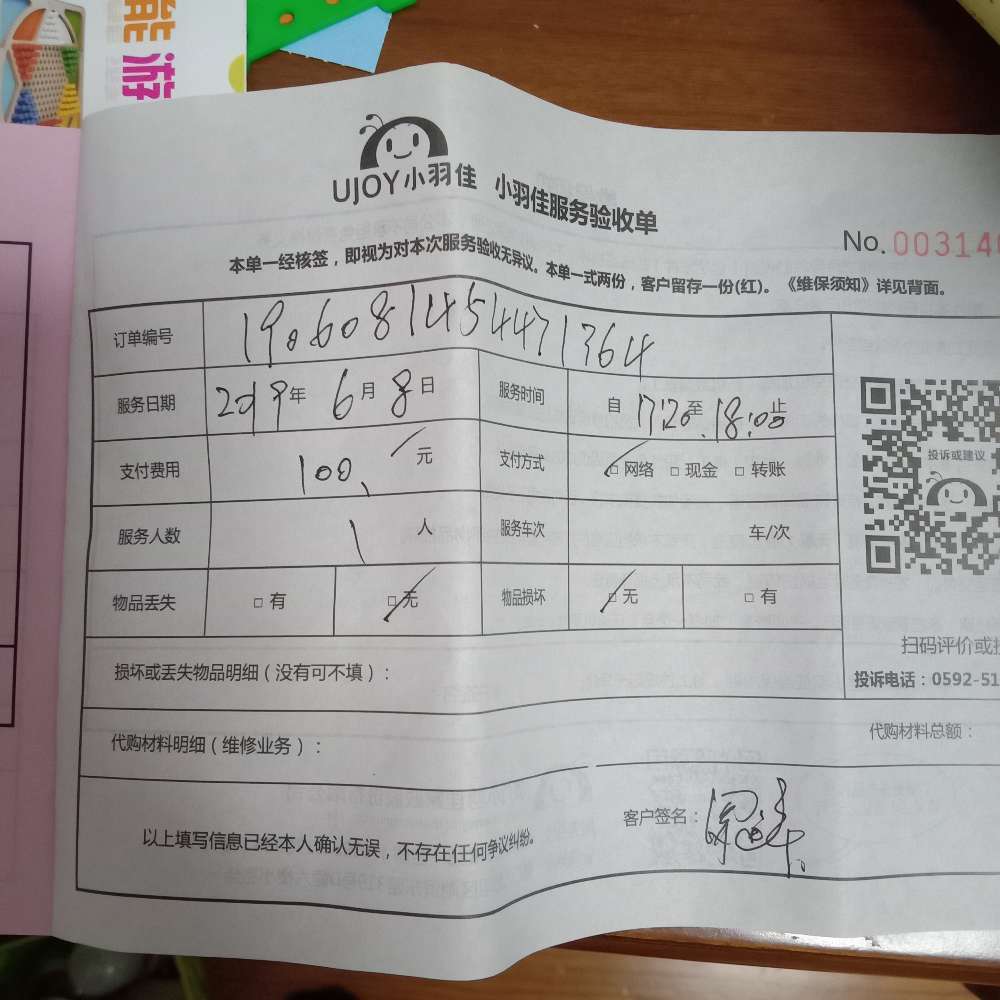 能游
UJOY小羽佳 小羽佳服务验收单
No. 003140
本单一经核签，即视为对本次服务验收无异议。本单一式两份，客户留存一份(红)。《维保须知》详见背面。
订单编号 1906081454471364
服务日期 2019年 6月 8日 服务时间 自 17:20 至 18:00 止
支付费用 100 元 支付方式 □ 网络 □ 现金 □ 转账
投诉或建议
服务人数 1 人 服务车次 车/次
物品丢失 □ 有 □ 无 物品损坏 □ 无 □ 有
扫码评价或
损坏或丢失物品明细（没有可不填）：
投诉电话：0592-51
代购材料明细（维修业务）： 代购材料总额：
客户签名：
以上填写信息已经本人确认无误，不存在任何争议纠纷。